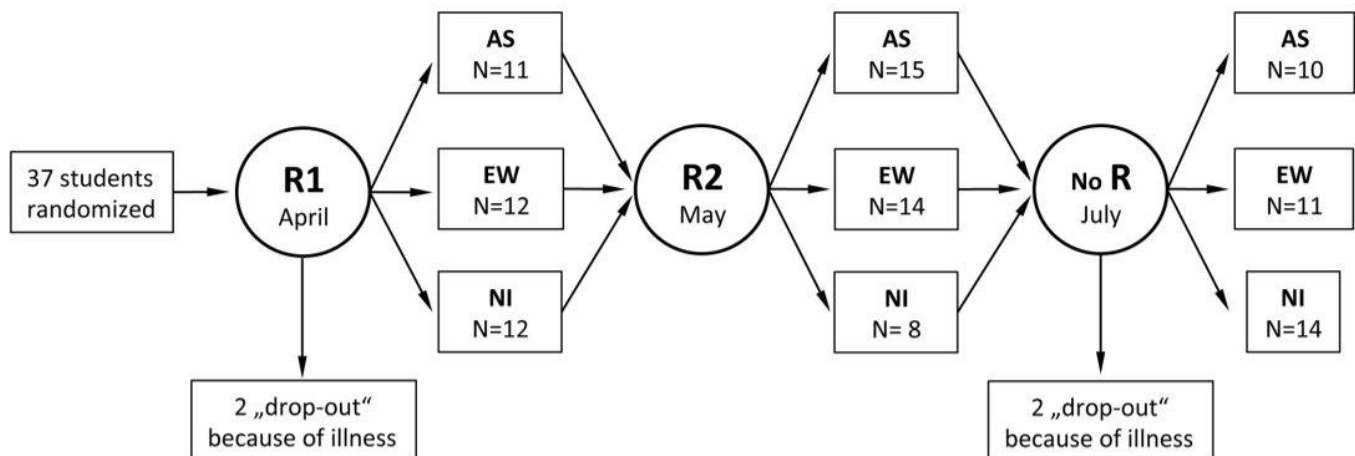 37 students
randomized
R1
April
2 „drop-out“
because of illness
AS
N=11
EW
N=12
NI
N=12
R2
May
AS
N=15
EW
N=14
NI
N= 8
No R
July
2 „drop-out“
because of illness
AS
N=10
EW
N=11
NI
N=14